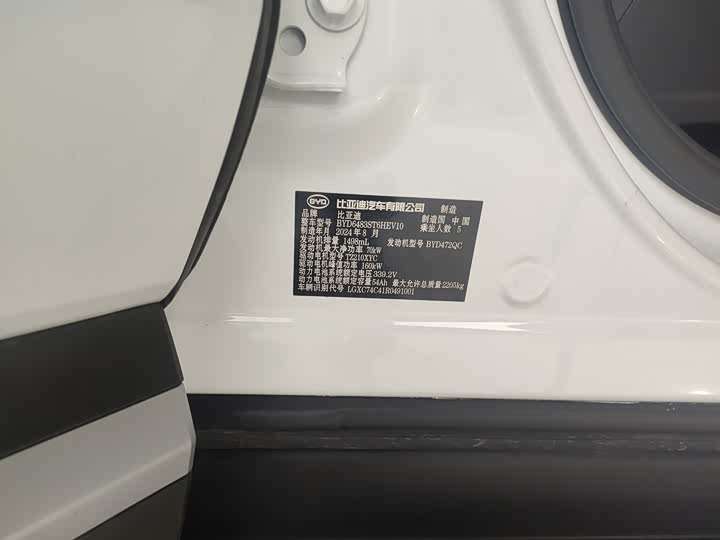 BYD 比亚迪汽车有限公司 制造
品牌 比亚迪 制造国 中国
整车型号 BYD6483ST6HEV10 乘坐人数 5
制造年月 2024年8月
发动机排量 1498mL 发动机型号 BYD472QC
发动机最大净功率 70kW
驱动电机型号 TZ210XYC
驱动电机峰值功率 160kW
动力电池系统额定电压 339.2V
动力电池系统额定容量 54Ah 最大允许总质量 2205kg
车辆识别代号 LGXC74C41R0491001